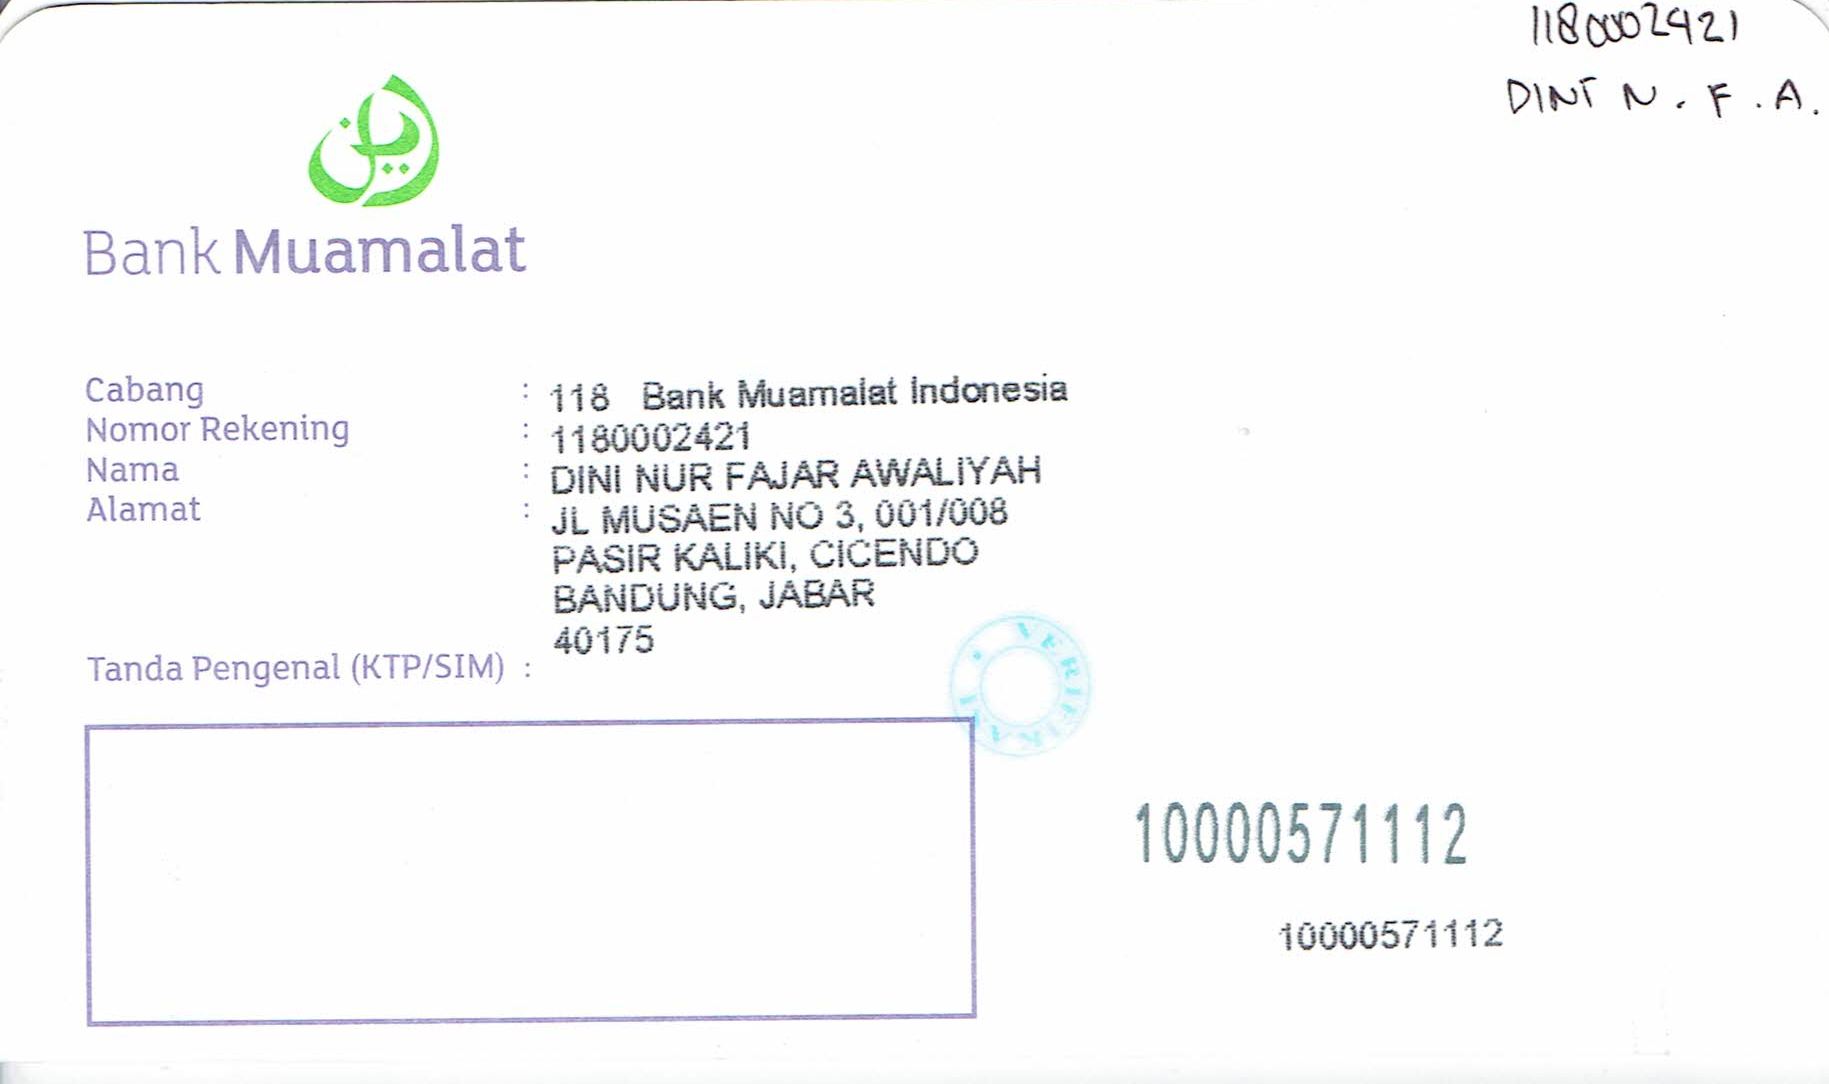 1180002421
DINI N. F. A.
Bank Muamalat
Cabang : 118 Bank Muamalat Indonesia
Nomor Rekening : 1180002421
Nama : DINI NUR FAJAR AWALIYAH
Alamat : JL MUSAEN NO 3, 001/008
PASIR KALIKI, CICENDO
BANDUNG, JABAR
40175
Tanda Pengenal (KTP/SIM) :
VERIFIKASI
10000571112
10000571112